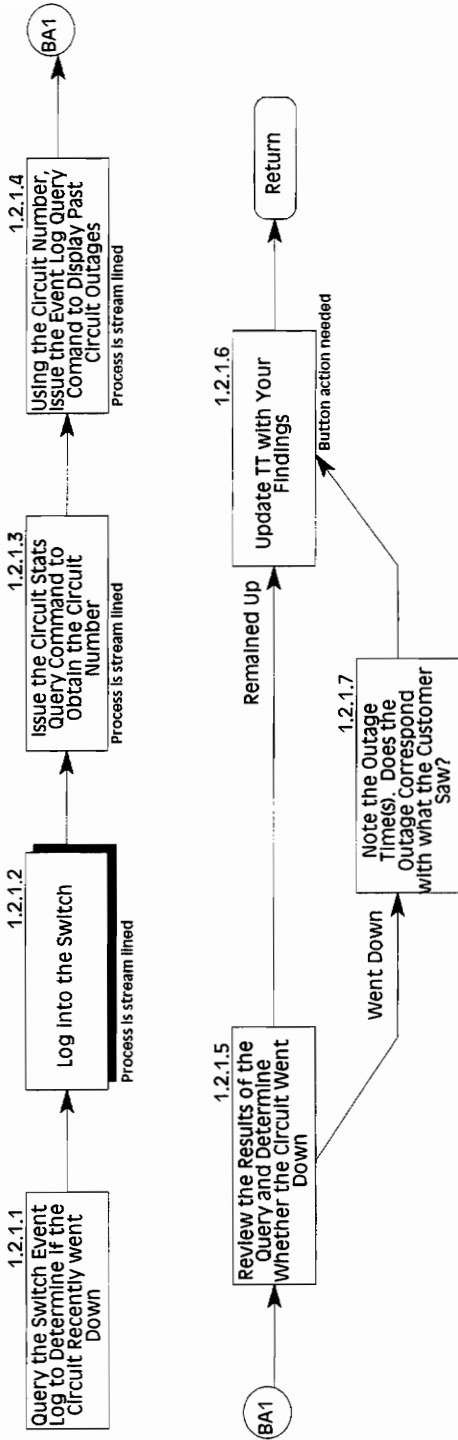 1.2.1.1
Query the Switch Event
Log to Determine if the
Circuit Recently went
Down
1.2.1.2
Log into the Switch
Process is stream lined
1.2.1.3
Issue the Circuit Stats
Query Command to
Obtain the Circuit
Number
Process is stream lined
1.2.1.4
Using the Circuit Number,
Issue the Event Log Query
Comand to Display Past
Circuit Outages
Process is stream lined
BA1
BA1
1.2.1.5
Review the Results of the
Query and Determine
Whether the Circuit Went
Down
Remained Up
Went Down
1.2.1.7
Note the Outage
Time(s). Does the
Outage Correspond
with what the Customer
Saw?
1.2.1.6
Update TT with Your
Findings
Button action needed
Return